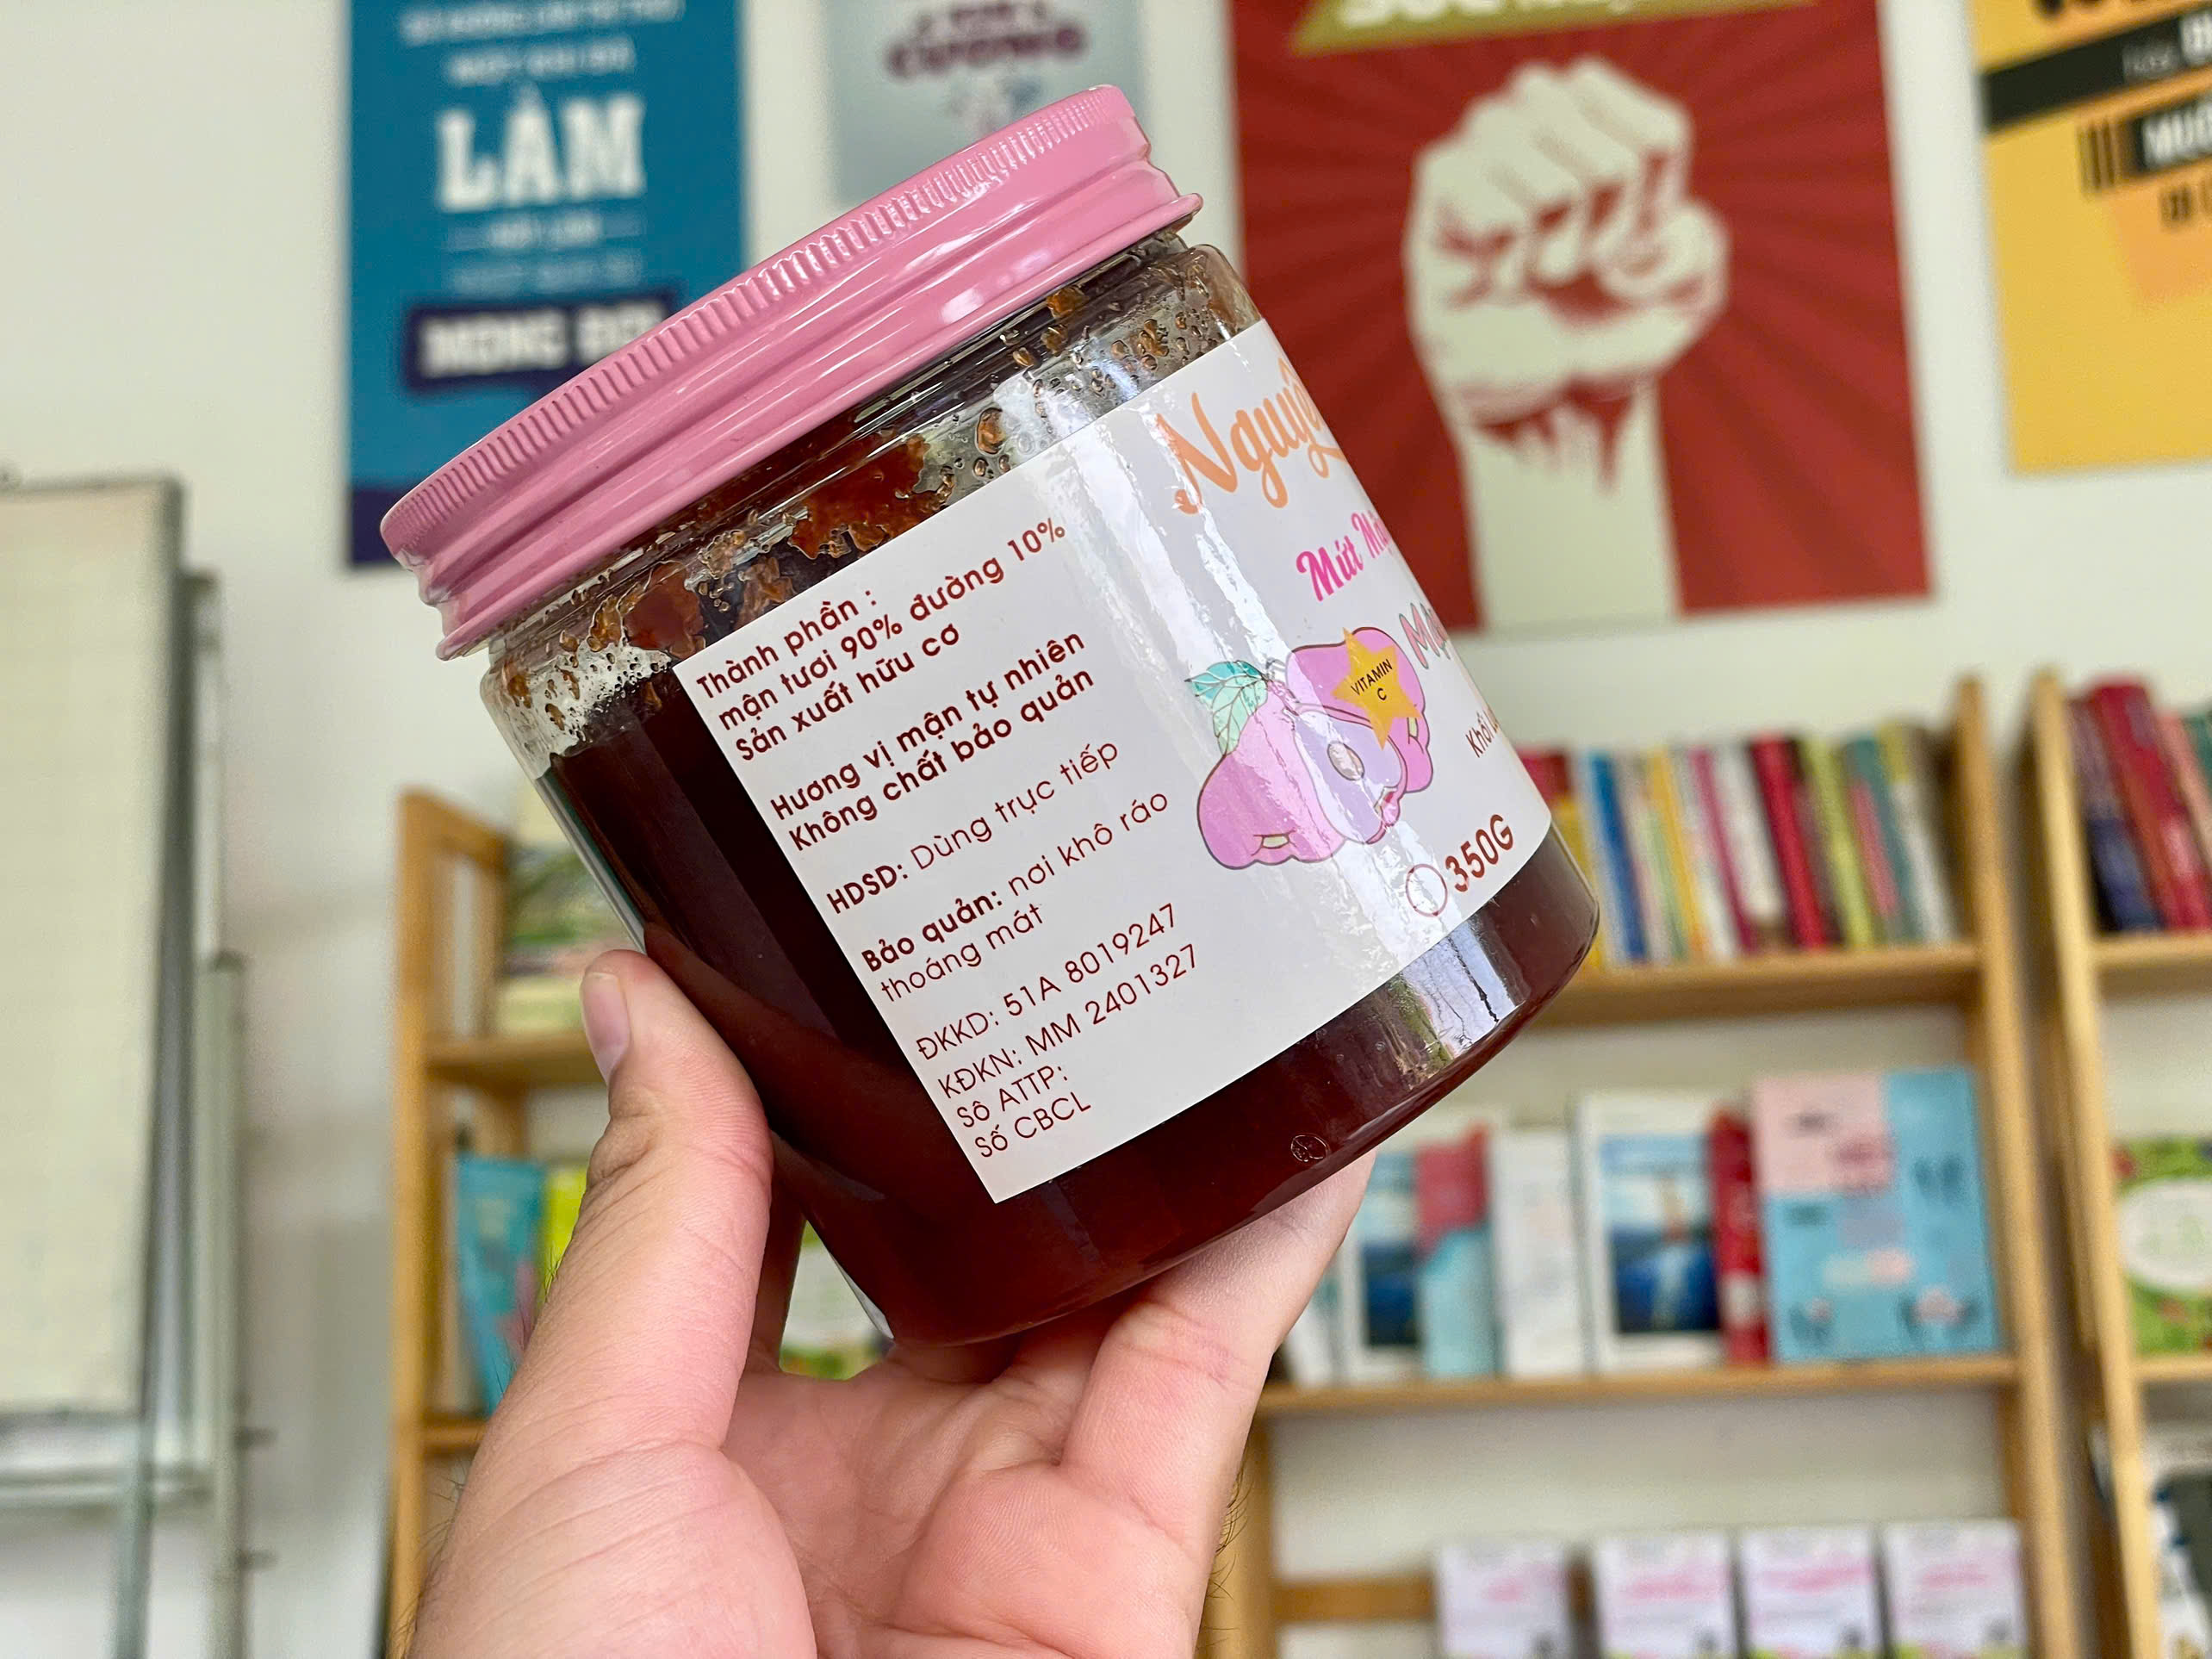 LÀM
CƯƠNG
Thành phần :
mận tươi 90% đường 10%
Sản xuất hữu cơ
Hương vị mận tự nhiên
Không chất bảo quản
HDSD: Dùng trục tiếp
Bảo quản: nơi khô ráo
thoáng mát
ĐKKD: 51A 8019247
KĐKN: MM 2401327
Số ATTP:
Số CBCL
Mứt
VITAMIN
C
350G